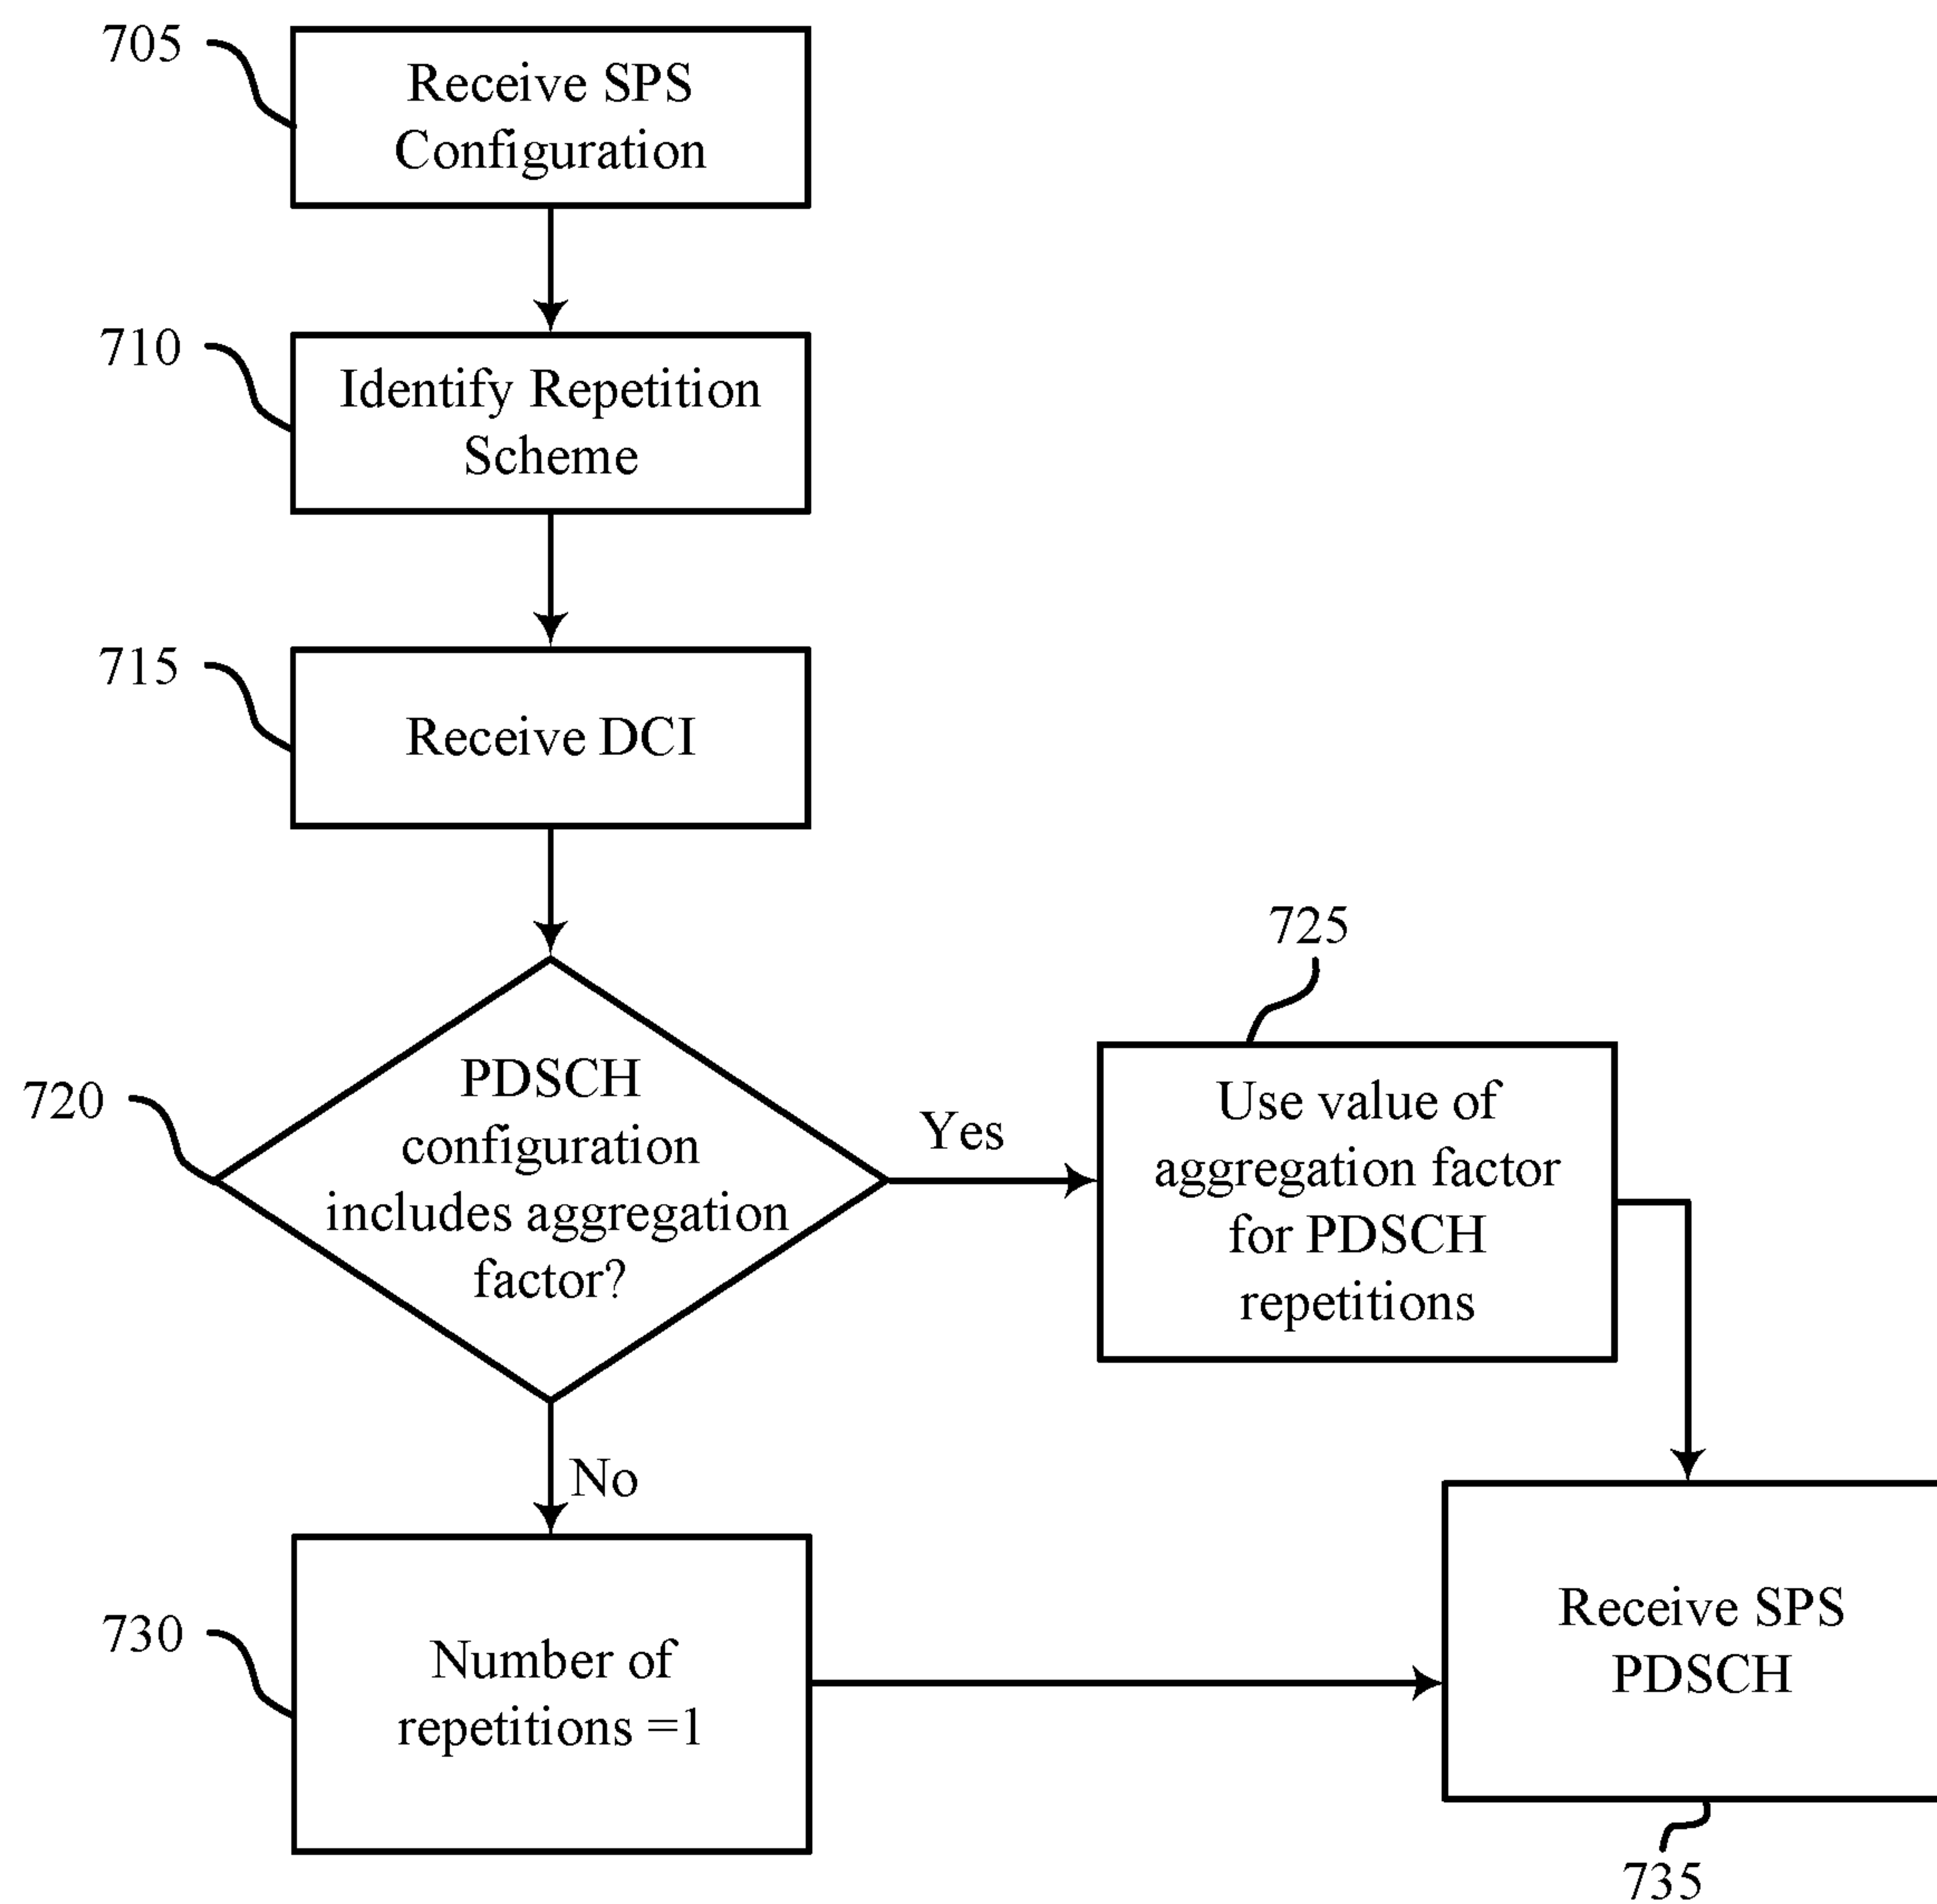 705
Receive SPS
Configuration
710
Identify Repetition
Scheme
715
Receive DCI
720
PDSCH
configuration
includes aggregation
factor?
Yes
725
Use value of
aggregation factor
for PDSCH
repetitions
No
730
Number of
repetitions =1
Receive SPS
PDSCH
735